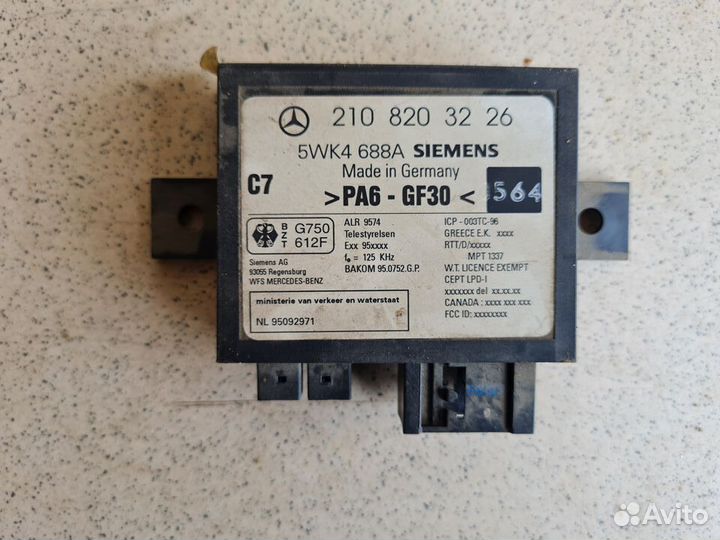 210 820 32 26
5WK4 688A SIEMENS
Made in Germany
C7
>PA6 - GF30<
564
BZT
G750
612F
Siemens AG
93055 Regensburg
WFS MERCEDES-BENZ
ALR 9574
Telestyrelsen
Exx 95xxxx
f₀ = 125 KHz
BAKOM 95.0752.G.P.
ICP - 003TC-96
GREECE E.K. xxxx
RTT/D/xxxxx
MPT 1337
W.T. LICENCE EXEMPT
CEPT LPD-I
xxxxxxx del xx.xx.xx
CANADA : xxxx xxx xxx
FCC ID: xxxxxxxx
ministerie van verkeer en waterstaat
NL 95092971
Avito